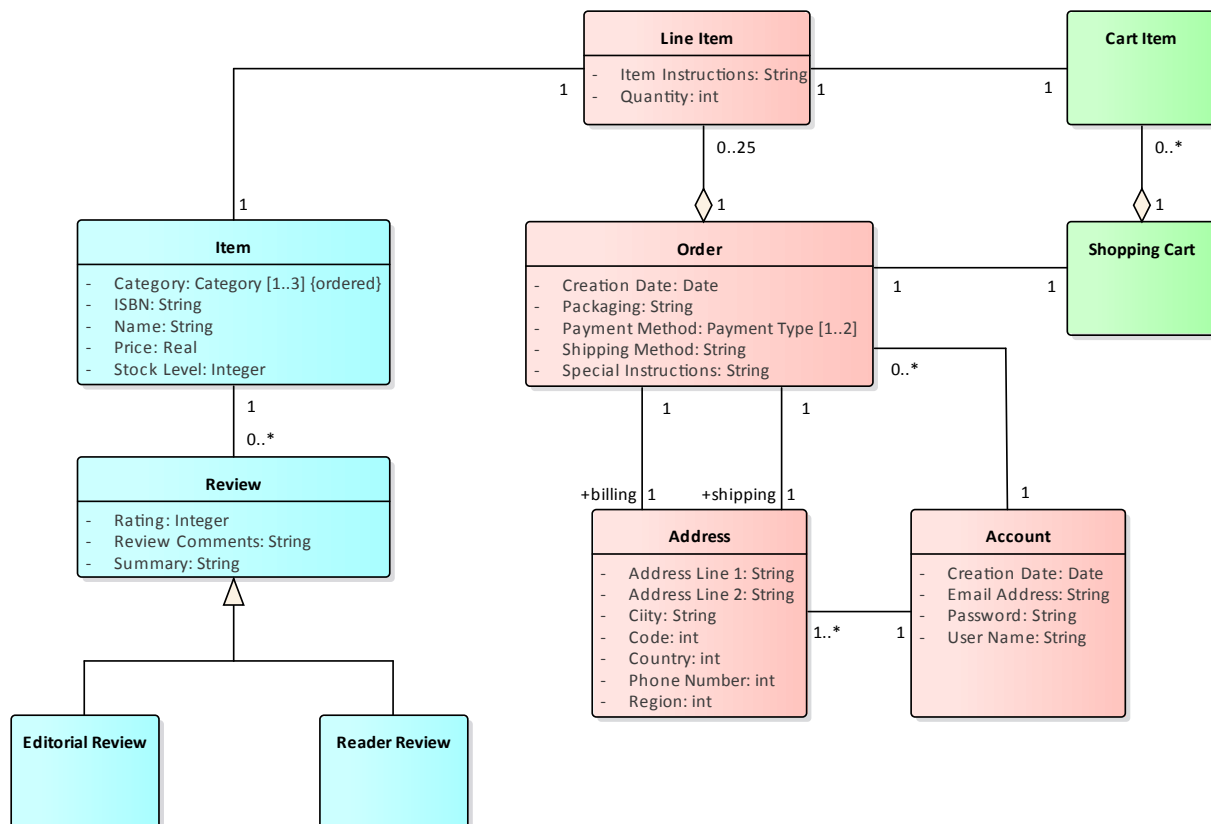 Line Item
- Item Instructions: String
- Quantity: int
Cart Item
1
1
1
1
0..25
0..*
1
1
1
Item
- Category: Category [1..3] {ordered}
- ISBN: String
- Name: String
- Price: Real
- Stock Level: Integer
Order
- Creation Date: Date
- Packaging: String
- Payment Method: Payment Type [1..2]
- Shipping Method: String
- Special Instructions: String
Shopping Cart
1
1
0..*
1
0..*
1
1
Review
- Rating: Integer
- Review Comments: String
- Summary: String
+billing 1
+shipping 1
1
Address
- Address Line 1: String
- Address Line 2: String
- Ciity: String
- Code: int
- Country: int
- Phone Number: int
- Region: int
1..*
1
Account
- Creation Date: Date
- Email Address: String
- Password: String
- User Name: String
Editorial Review
Reader Review